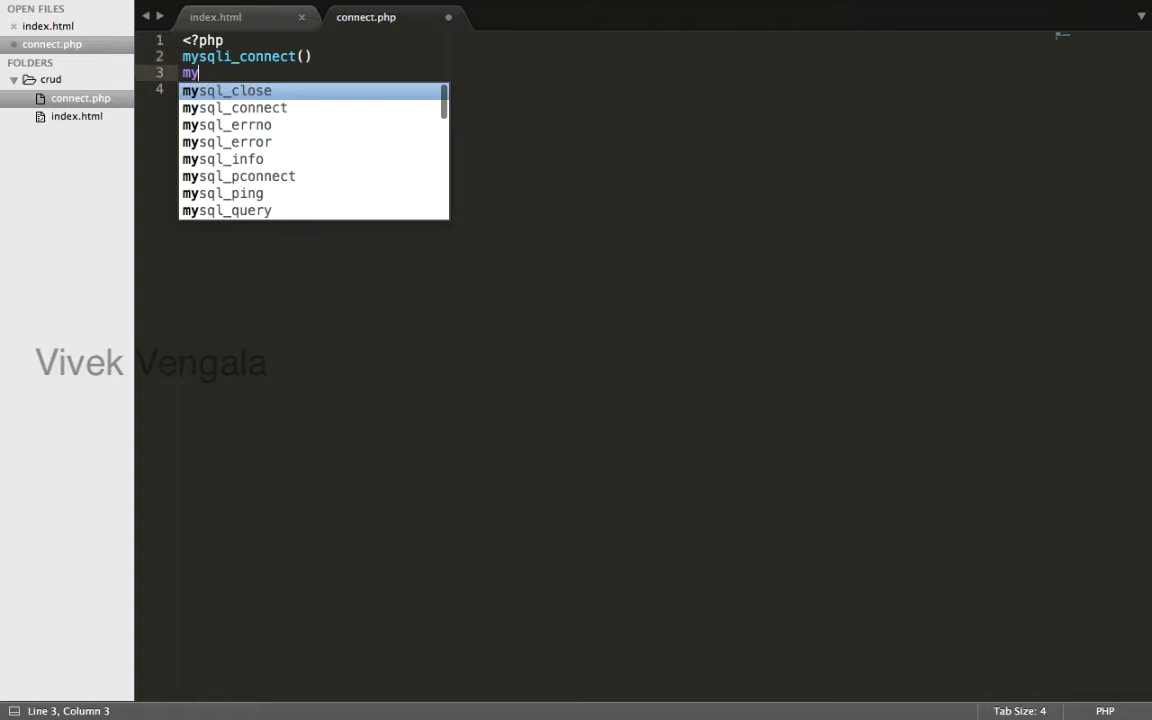 OPEN FILES
index.html
connect.php
FOLDERS
crud
connect.php
index.html
index.html
connect.php
1 <?php
2 mysqli_connect()
3 my
4
mysql_close
mysql_connect
mysql_errno
mysql_error
mysql_info
mysql_pconnect
mysql_ping
mysql_query
Vivek Vengala
Line 3, Column 3
Tab Size: 4
PHP